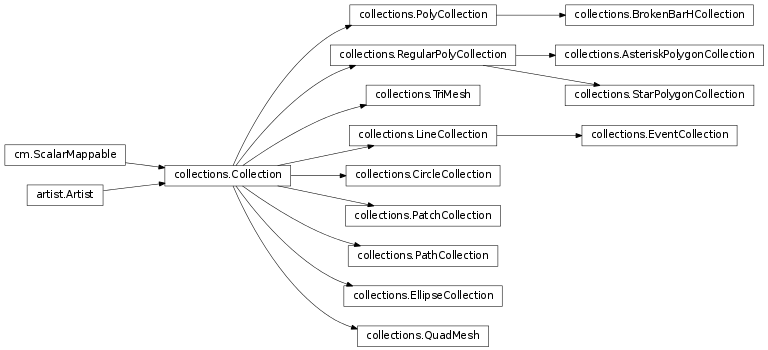 collections.PolyCollection
collections.BrokenBarHCollection
collections.RegularPolyCollection
collections.AsteriskPolygonCollection
collections.TriMesh
collections.StarPolygonCollection
collections.LineCollection
collections.EventCollection
cm.ScalarMappable
collections.Collection
collections.CircleCollection
artist.Artist
collections.PatchCollection
collections.PathCollection
collections.EllipseCollection
collections.QuadMesh